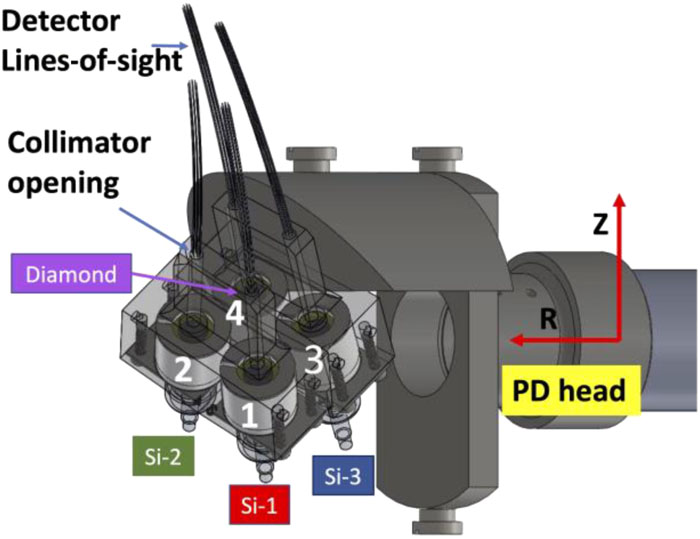 Detector
Lines-of-sight
Collimator
opening
Diamond
Z
R
4
3
2
1
PD head
Si-2
Si-3
Si-1